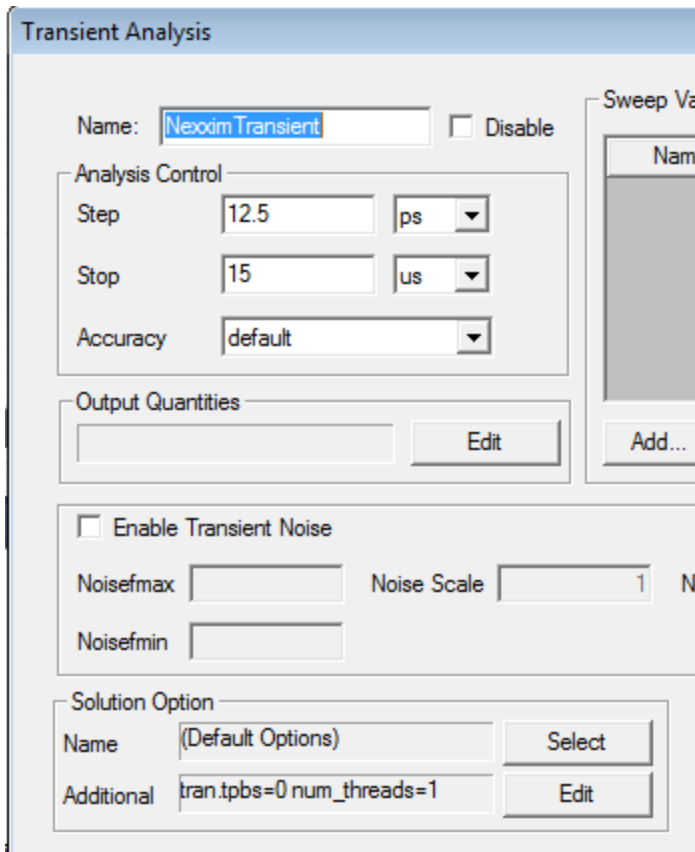 Transient Analysis
Name: NexximTransient Disable
Sweep Va
Nam
Analysis Control
Step 12.5 ps
Stop 15 us
Accuracy default
Output Quantities
Edit
Add...
Enable Transient Noise
Noisefmax Noise Scale 1 N
Noisefmin
Solution Option
Name (Default Options) Select
Additional tran.tpbs=0 num_threads=1 Edit